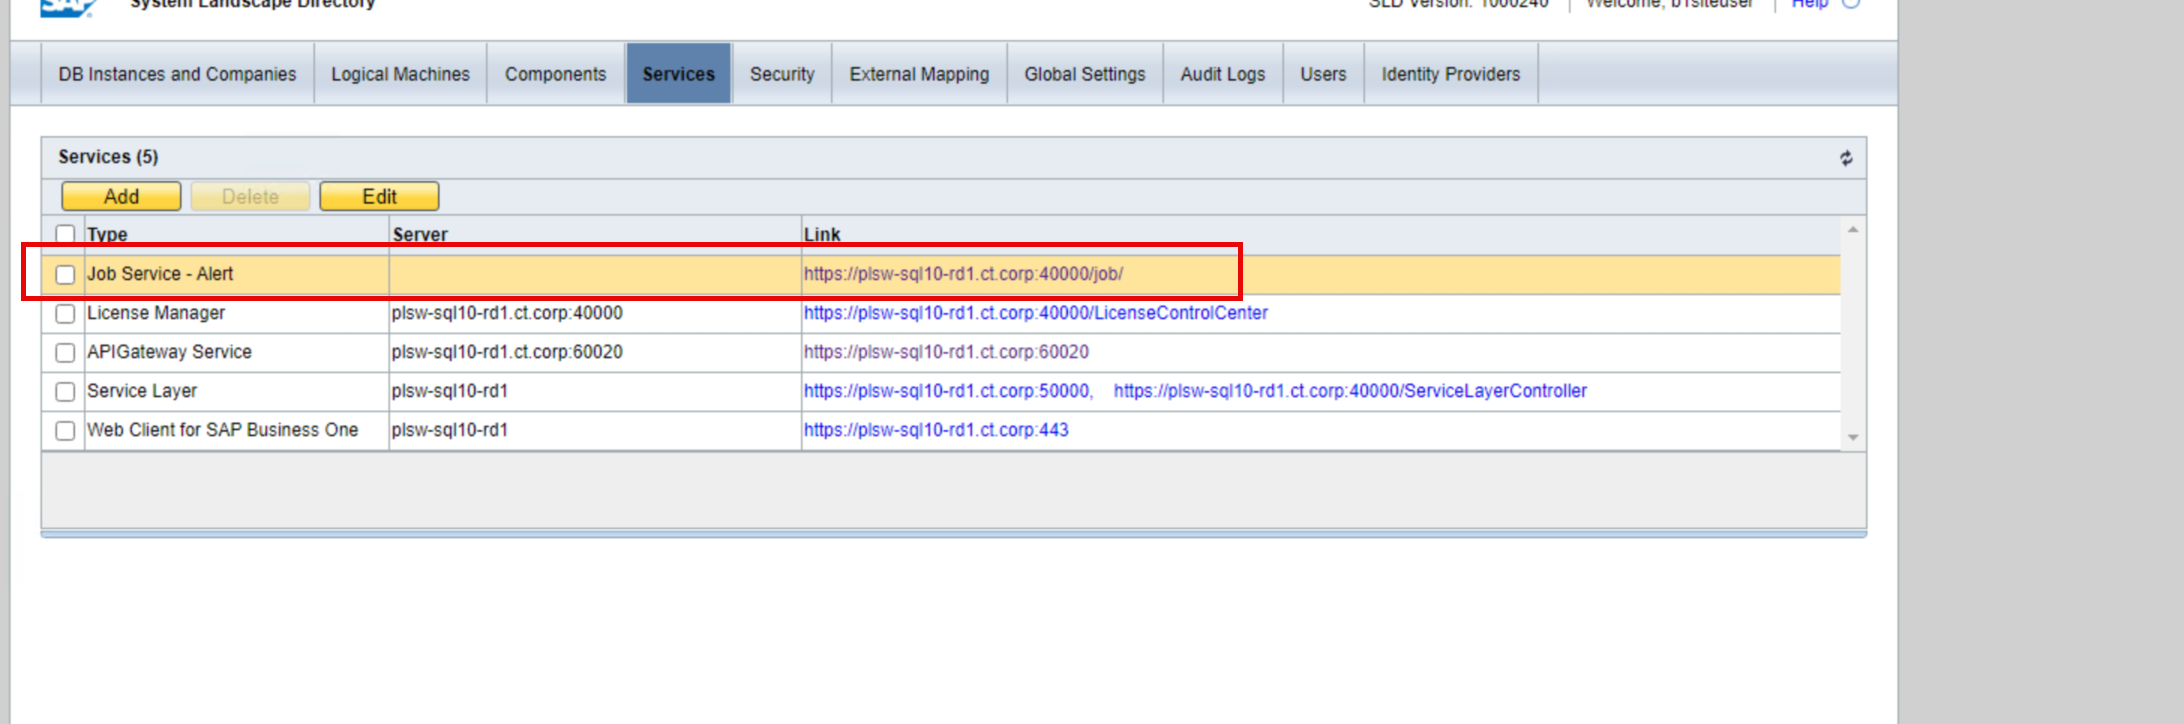 SAP System Landscape Directory SLD Version: 1000240 Welcome, b1siteuser Help
DB Instances and Companies Logical Machines Components Services Security External Mapping Global Settings Audit Logs Users Identity Providers
Services (5)
Add Delete Edit
Type Server Link
Job Service - Alert https://plsw-sql10-rd1.ct.corp:40000/job/
License Manager plsw-sql10-rd1.ct.corp:40000 https://plsw-sql10-rd1.ct.corp:40000/LicenseControlCenter
APIGateway Service plsw-sql10-rd1.ct.corp:60020 https://plsw-sql10-rd1.ct.corp:60020
Service Layer plsw-sql10-rd1 https://plsw-sql10-rd1.ct.corp:50000, https://plsw-sql10-rd1.ct.corp:40000/ServiceLayerController
Web Client for SAP Business One plsw-sql10-rd1 https://plsw-sql10-rd1.ct.corp:443